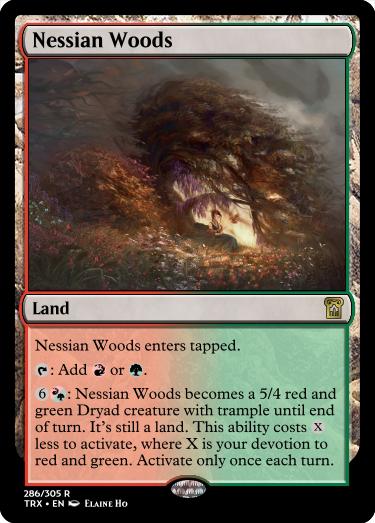 Nessian Woods
Land
Nessian Woods enters tapped.
: Add or .
6 : Nessian Woods becomes a 5/4 red and
green Dryad creature with trample until end
of turn. It's still a land. This ability costs X
less to activate, where X is your devotion to
red and green. Activate only once each turn.
286/305 R
TRX • EN Elaine Ho